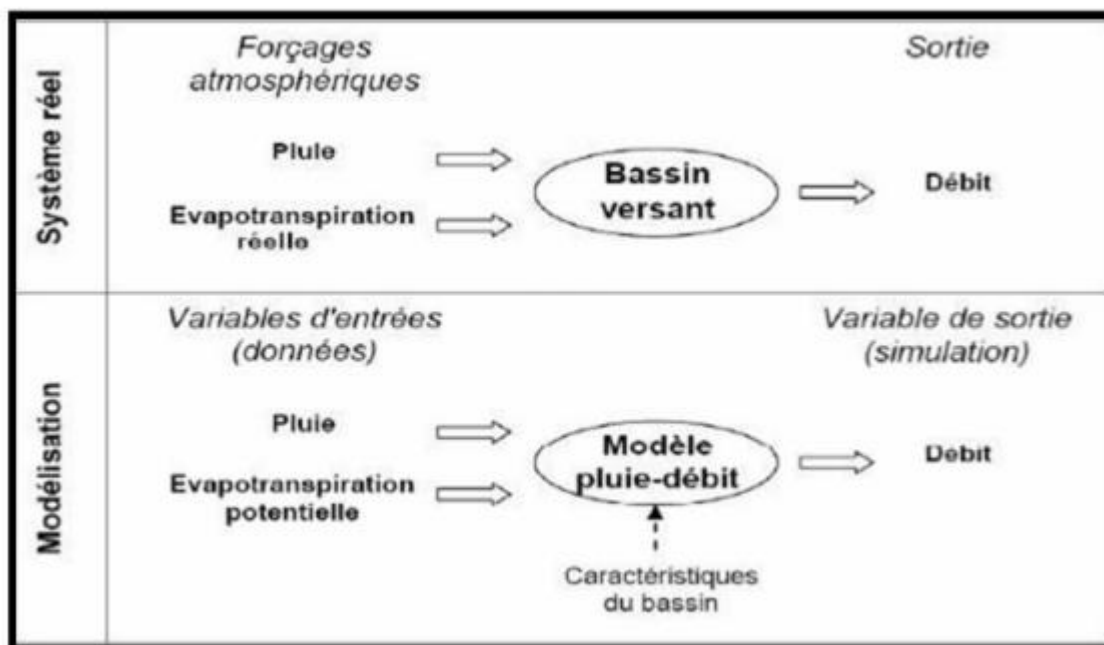 Système réel
Forçages
atmosphériques
Sortie
Pluie
Evapotranspiration
réelle
Bassin
versant
Débit
Modélisation
Variables d'entrées
(données)
Variable de sortie
(simulation)
Pluie
Evapotranspiration
potentielle
Modèle
pluie-débit
Débit
Caractéristiques
du bassin